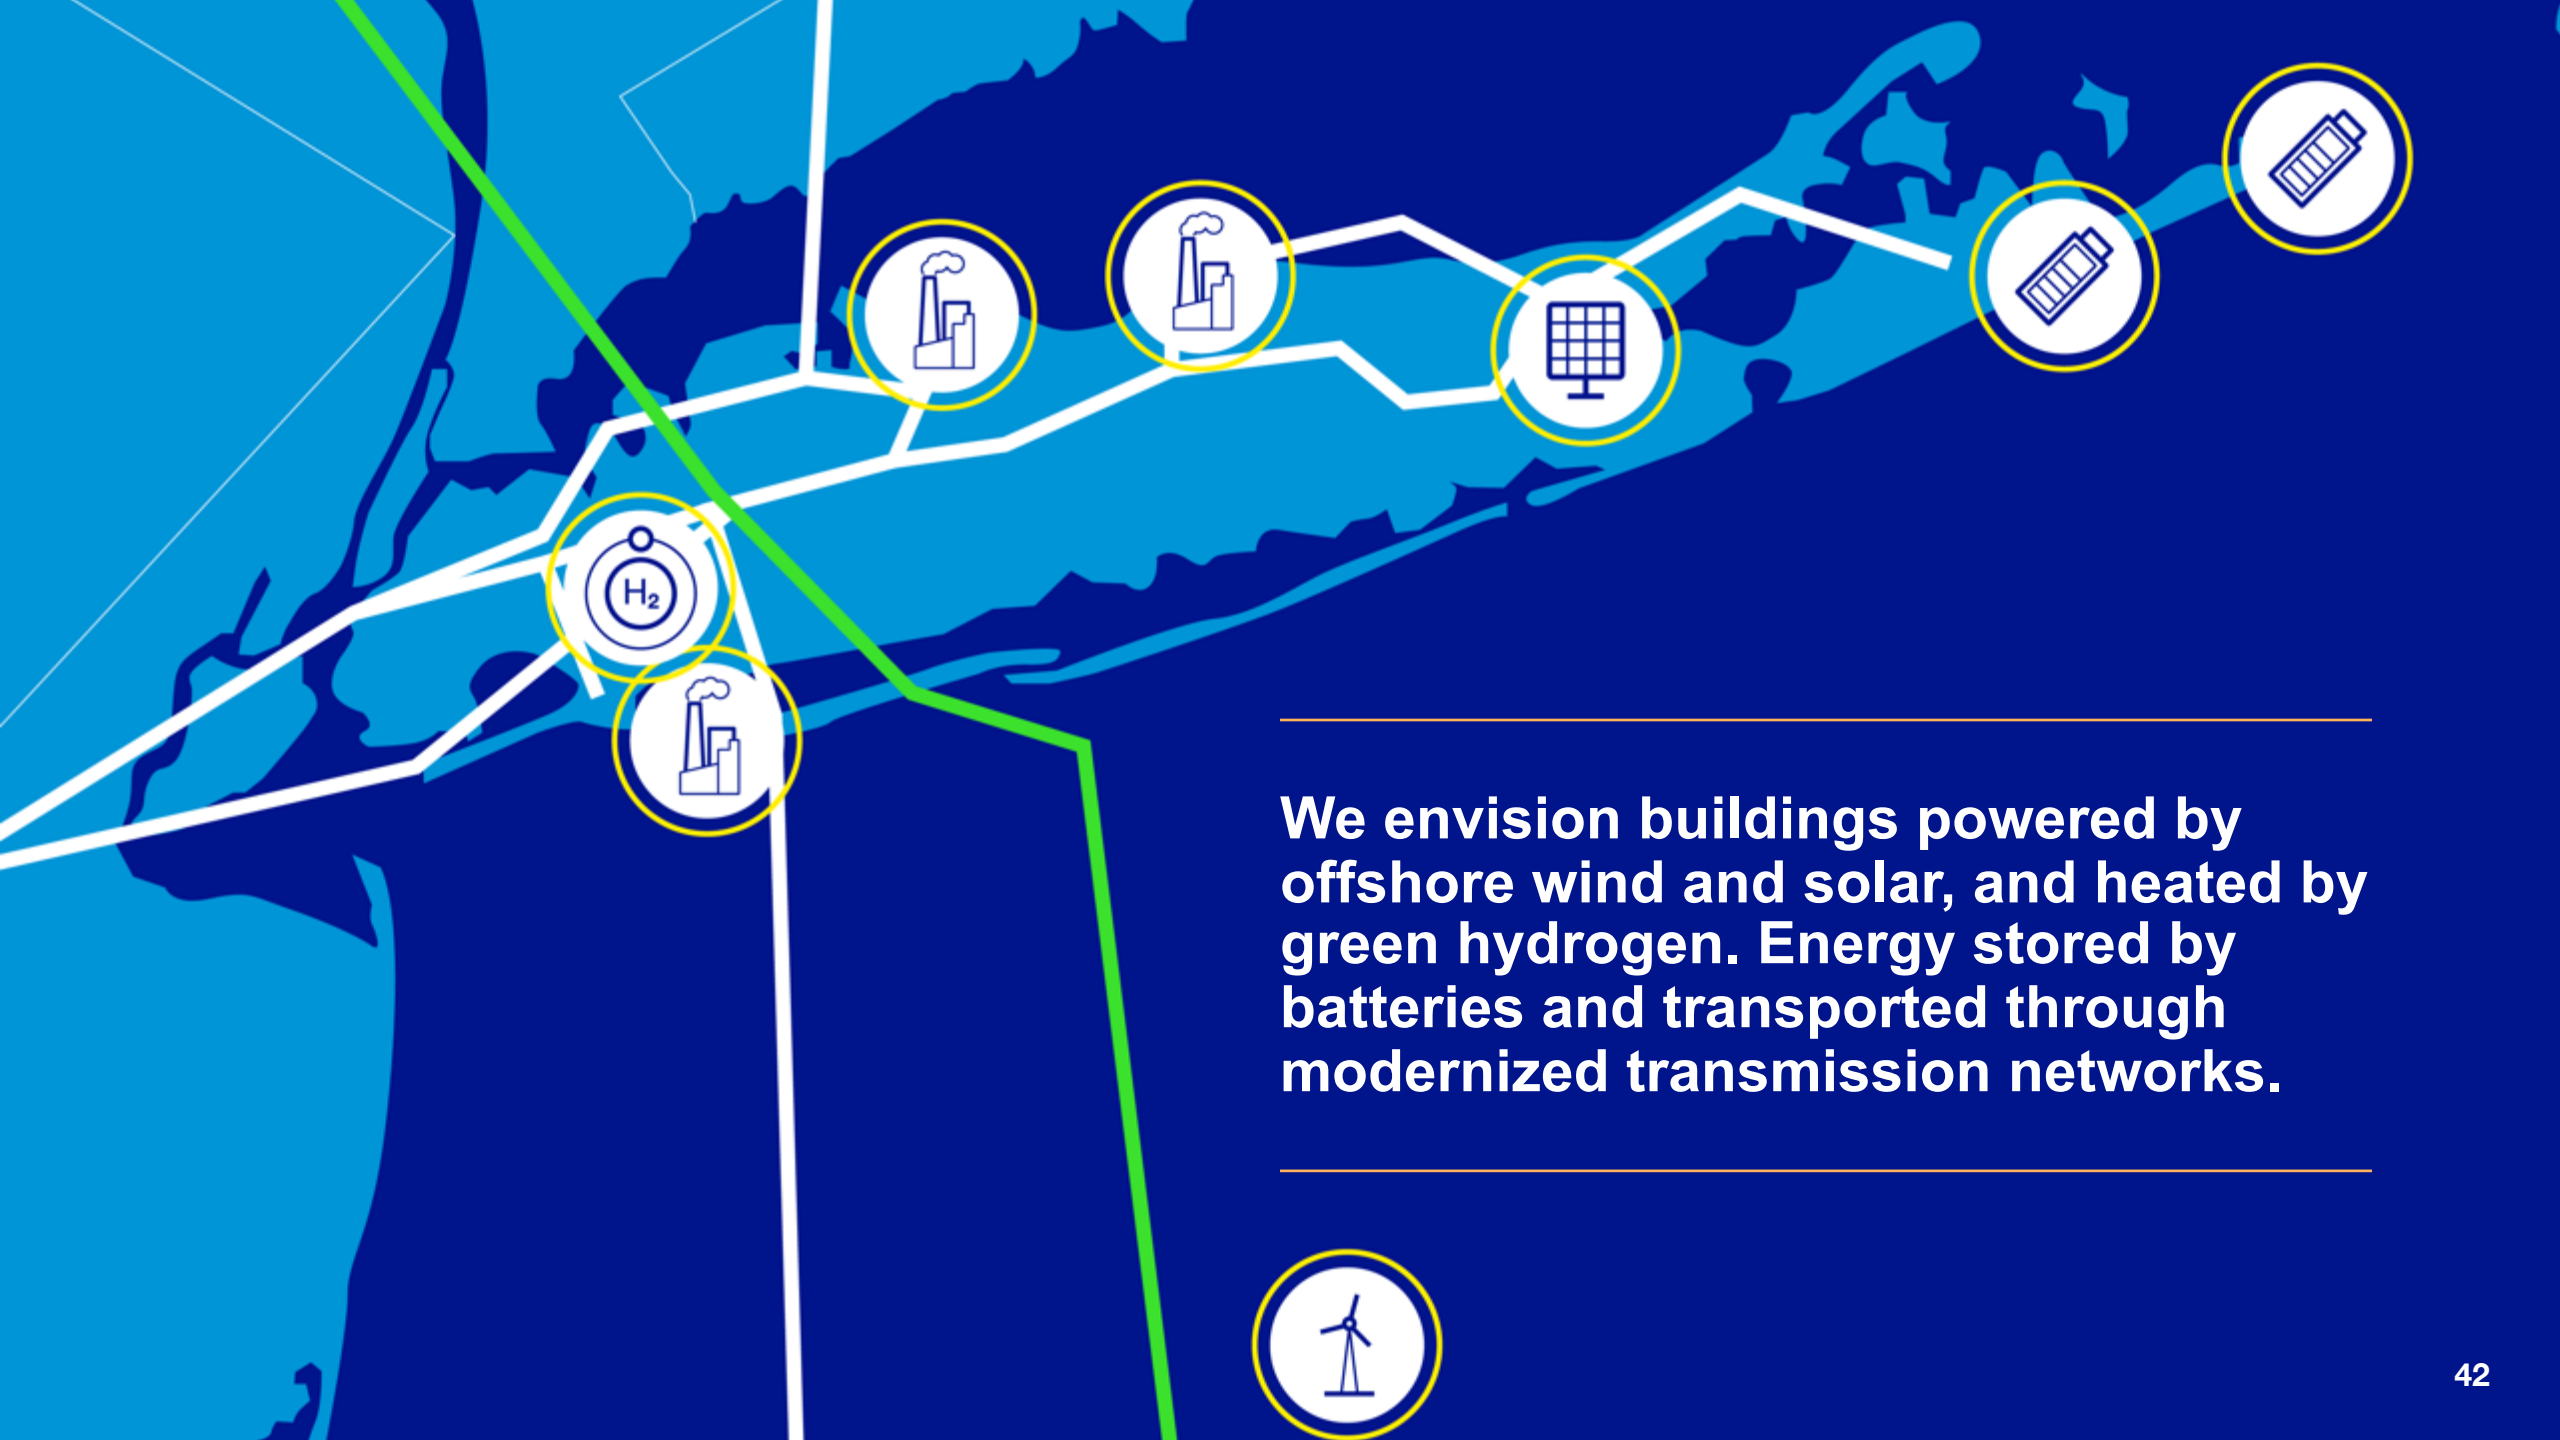 H₂
We envision buildings powered by
offshore wind and solar, and heated by
green hydrogen. Energy stored by
batteries and transported through
modernized transmission networks.
42